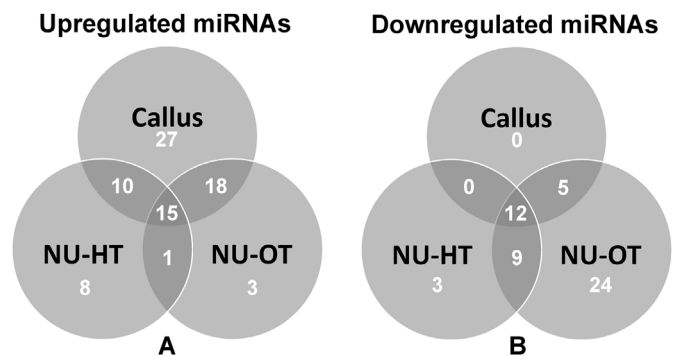 Upregulated miRNAs
Callus
27
10
18
15
NU-HT
1
NU-OT
8
3
A
Downregulated miRNAs
Callus
0
0
5
12
NU-HT
9
NU-OT
3
24
B